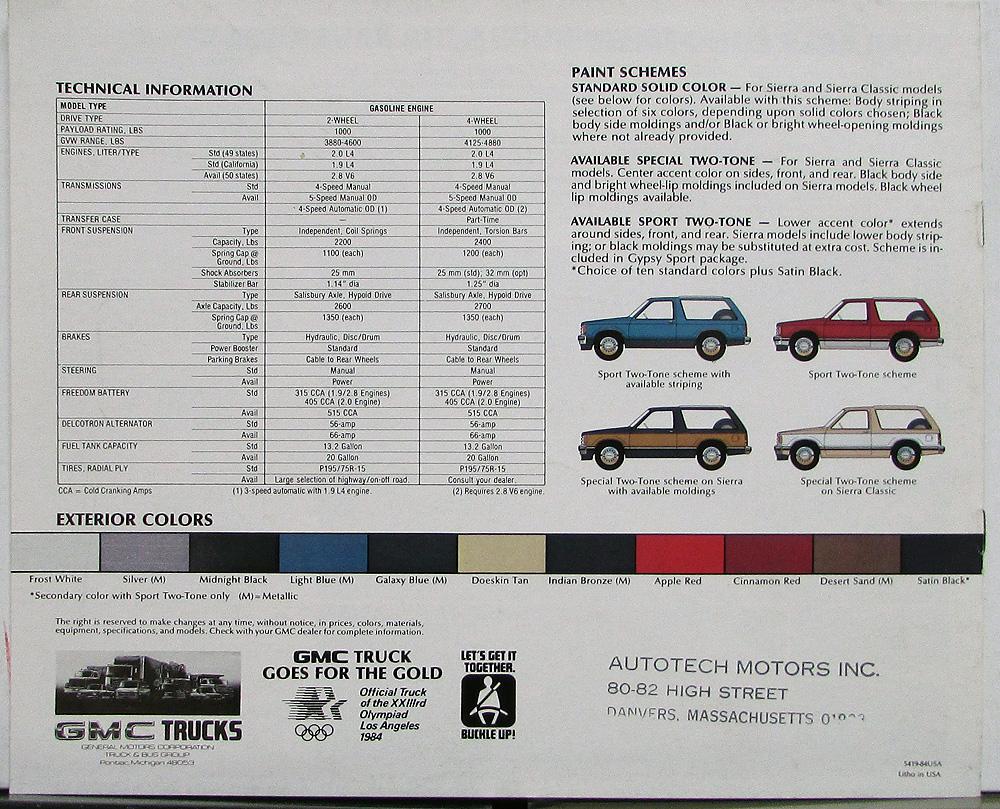 TECHNICAL INFORMATION
MODEL TYPE GASOLINE ENGINE
DRIVE TYPE 2-WHEEL 4-WHEEL
PAYLOAD RATING, LBS 1000 1000
GVW RANGE, LBS 3880-4600 4125-4880
ENGINES, LITER/TYPE Std (49 states) 2.0 L4 2.0 L4
Std (California) 1.9 L4 1.9 L4
Avail (50 states) 2.8 V6 2.8 V6
TRANSMISSIONS Std 4-Speed Manual 4-Speed Manual
Avail 5-Speed Manual OD 5-Speed Manual OD
4-Speed Automatic OD (1) 4-Speed Automatic OD (2)
TRANSFER CASE — Part-Time
FRONT SUSPENSION Type Independent, Coil Springs Independent, Torsion Bars
Capacity, Lbs 2200 2400
Spring Cap @ 1100 (each) 1200 (each)
Ground, Lbs
Shock Absorbers 25 mm 25 mm (std); 32 mm (opt)
Stabilizer Bar 1.14" dia 1.25" dia
REAR SUSPENSION Type Salisbury Axle, Hypoid Drive Salisbury Axle, Hypoid Drive
Axle Capacity, Lbs 2600 2700
Spring Cap @ 1350 (each) 1350 (each)
Ground, Lbs
BRAKES Type Hydraulic, Disc/Drum Hydraulic, Disc/Drum
Power Booster Standard Standard
Parking Brakes Cable to Rear Wheels Cable to Rear Wheels
STEERING Std Manual Manual
Avail Power Power
FREEDOM BATTERY Std 315 CCA (1.9/2.8 Engines) 315 CCA (1.9/2.8 Engines)
405 CCA (2.0 Engine) 405 CCA (2.0 Engine)
Avail 515 CCA 515 CCA
DELCOTRON ALTERNATOR Std 56-amp 56-amp
Avail 66-amp 66-amp
FUEL TANK CAPACITY Std 13.2 Gallon 13.2 Gallon
Avail 20 Gallon 20 Gallon
TIRES, RADIAL PLY Std P195/75R-15 P195/75R-15
Avail Large selection of highway/on-off road. Consult your dealer.
CCA = Cold Cranking Amps (1) 3-speed automatic with 1.9 L4 engine. (2) Requires 2.8 V6 engine.
PAINT SCHEMES
STANDARD SOLID COLOR — For Sierra and Sierra Classic models
(see below for colors). Available with this scheme: Body striping in
selection of six colors, depending upon solid colors chosen; Black
body side moldings and/or Black or bright wheel-opening moldings
where not already provided.
AVAILABLE SPECIAL TWO-TONE — For Sierra and Sierra Classic
models. Center accent color on sides, front, and rear. Black body side
and bright wheel-lip moldings included on Sierra models. Black wheel
lip moldings available.
AVAILABLE SPORT TWO-TONE — Lower accent color* extends
around sides, front, and rear. Sierra models include lower body strip-
ing; or black moldings may be substituted at extra cost. Scheme is in-
cluded in Gypsy Sport package.
*Choice of ten standard colors plus Satin Black.
Sport Two-Tone scheme with
available striping
Sport Two-Tone scheme
Special Two-Tone scheme on Sierra
with available moldings
Special Two-Tone scheme
on Sierra Classic
EXTERIOR COLORS
Frost White Silver (M) Midnight Black Light Blue (M) Galaxy Blue (M) Doeskin Tan Indian Bronze (M) Apple Red Cinnamon Red Desert Sand (M) Satin Black*
*Secondary color with Sport Two-Tone only (M)=Metallic
The right is reserved to make changes at any time, without notice, in prices, colors, materials,
equipment, specifications, and models. Check with your GMC dealer for complete information.
GMC TRUCKS
GENERAL MOTORS CORPORATION
TRUCK & BUS GROUP
Pontiac, Michigan 48053
GMC TRUCK
GOES FOR THE GOLD
Official Truck
of the XXIIIrd
Olympiad
Los Angeles
1984
LET'S GET IT
TOGETHER.
BUCKLE UP!
AUTOTECH MOTORS INC.
80-82 HIGH STREET
DANVERS, MASSACHUSETTS
5419-84USA
Litho in USA